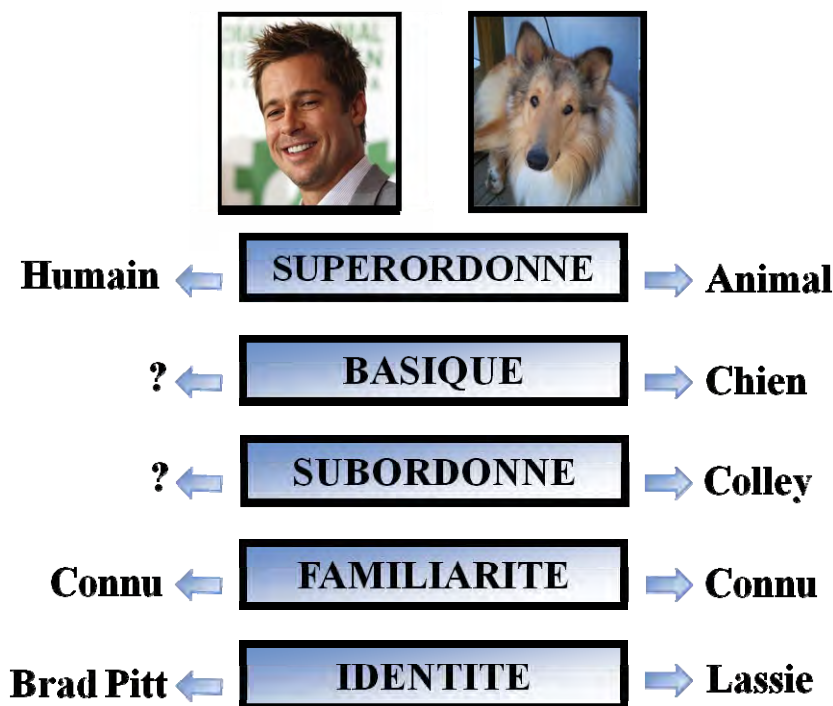 Humain SUPERORDONNE Animal
? BASIQUE Chien
? SUBORDONNE Colley
Connu FAMILIARITE Connu
Brad Pitt IDENTITE Lassie